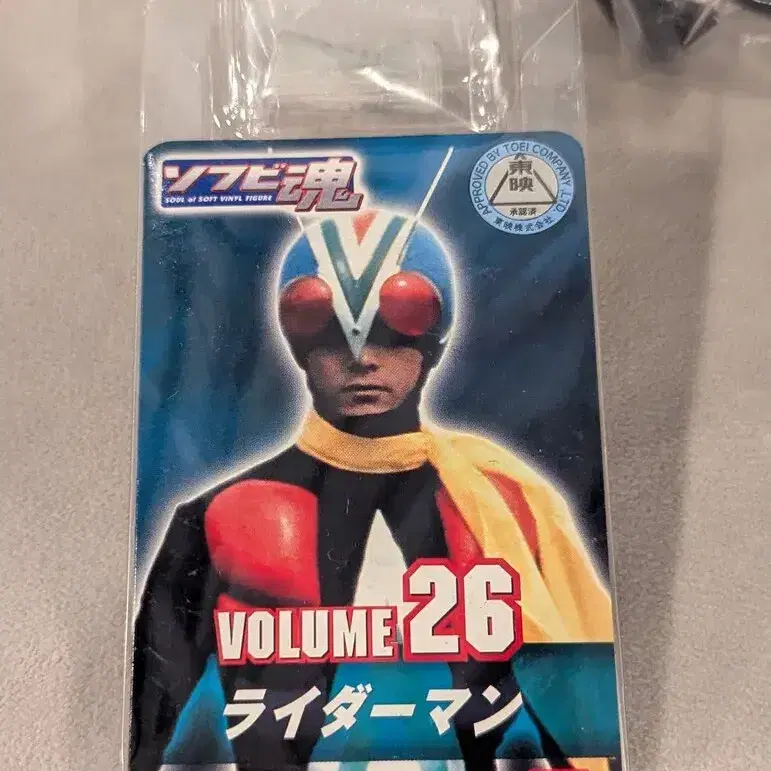 ソフビ魂
SOUL of SOFT VINYL FIGURE
APPROVED BY TOEI COMPANY, LTD.
東映
承認済
東映株式会社
VOLUME 26
ライダーマン